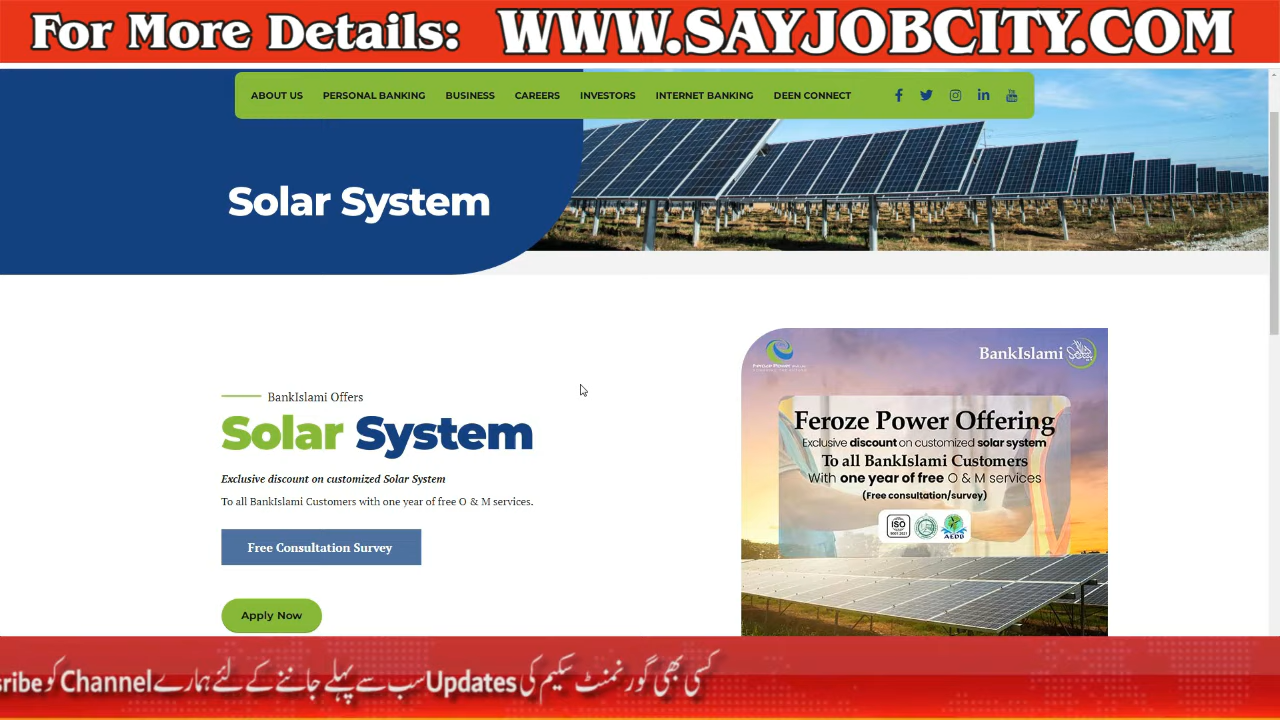 For More Details: WWW.SAYJOBCITY.COM
ABOUT US PERSONAL BANKING BUSINESS CAREERS INVESTORS INTERNET BANKING DEEN CONNECT
Solar System
BankIslami Offers
Solar System
Exclusive discount on customized Solar System
To all BankIslami Customers with one year of free O & M services.
Free Consultation Survey
Apply Now
BankIslami
Feroze Power Offering
Exclusive discount on customized solar system
To all BankIslami Customers
With one year of free O & M services
(Free consultation/survey)
ISO
AEDB
کسی بھی گورنمنٹ سکیم کی Updates سب سے پہلے جاننے کے لئے ہمارے Channel کو